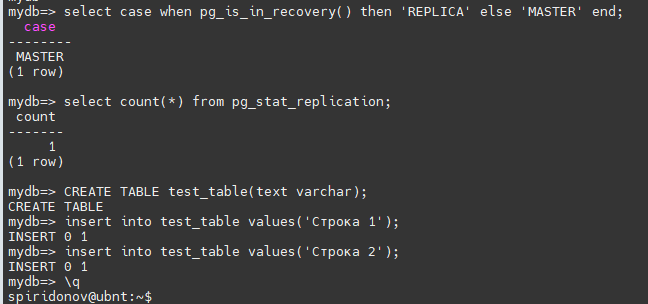 mydb=> select case when pg_is_in_recovery() then 'REPLICA' else 'MASTER' end;
case
--------
MASTER
(1 row)
mydb=> select count(*) from pg_stat_replication;
count
-------
1
(1 row)
mydb=> CREATE TABLE test_table(text varchar);
CREATE TABLE
mydb=> insert into test_table values('Строка 1');
INSERT 0 1
mydb=> insert into test_table values('Строка 2');
INSERT 0 1
mydb=> \q
spiridonov@ubnt:~$